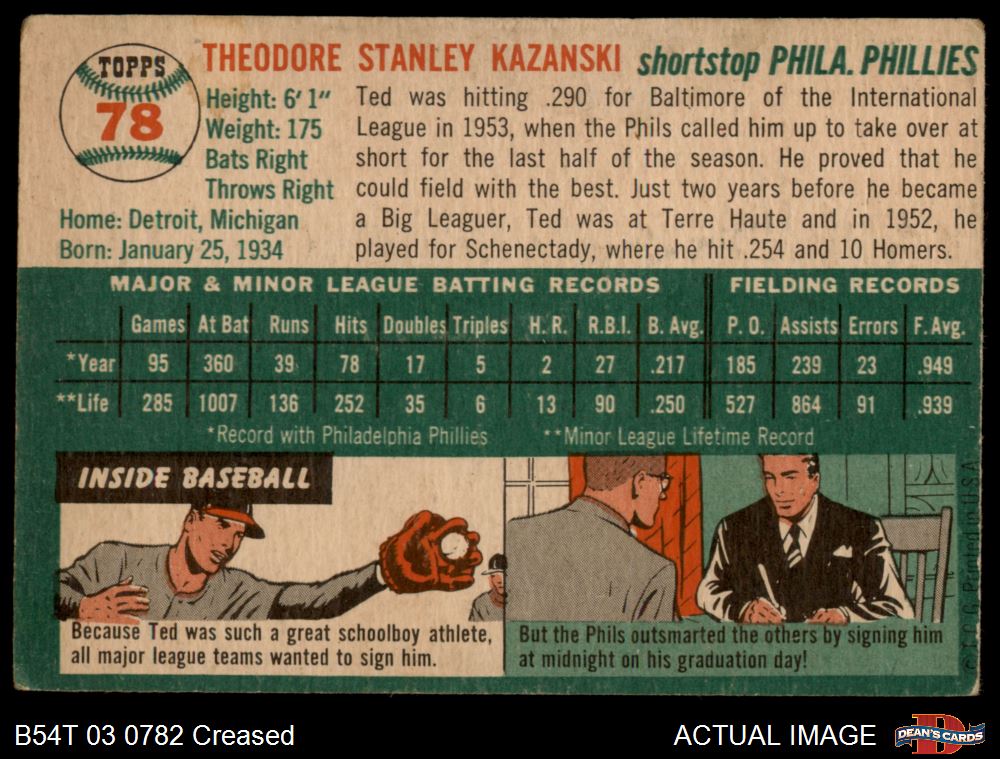 TOPPS
78
THEODORE STANLEY KAZANSKI shortstop PHILA. PHILLIES
Height: 6' 1"
Weight: 175
Bats Right
Throws Right
Home: Detroit, Michigan
Born: January 25, 1934
Ted was hitting .290 for Baltimore of the International
League in 1953, when the Phils called him up to take over at
short for the last half of the season. He proved that he
could field with the best. Just two years before he became
a Big Leaguer, Ted was at Terre Haute and in 1952, he
played for Schenectady, where he hit .254 and 10 Homers.
MAJOR & MINOR LEAGUE BATTING RECORDS FIELDING RECORDS
Games At Bat Runs Hits Doubles Triples H. R. R.B.I. B. Avg. P. O. Assists Errors F. Avg.
*Year 95 360 39 78 17 5 2 27 .217 185 239 23 .949
**Life 285 1007 136 252 35 6 13 90 .250 527 864 91 .939
*Record with Philadelphia Phillies **Minor League Lifetime Record
INSIDE BASEBALL
Because Ted was such a great schoolboy athlete,
all major league teams wanted to sign him.
But the Phils outsmarted the others by signing him
at midnight on his graduation day!
© T. C. G. Printed in U.S.A.
B54T 03 0782 Creased
ACTUAL IMAGE
DEAN'S CARDS